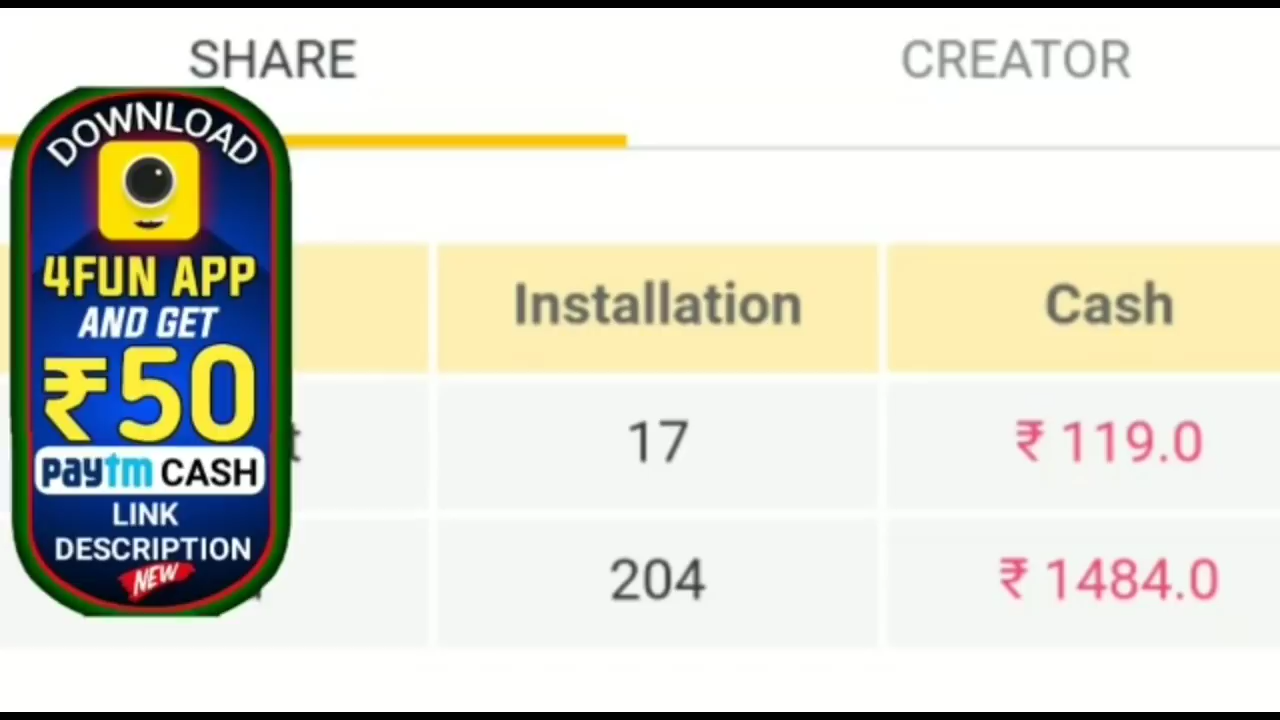 SHARE
CREATOR
DOWNLOAD
4FUN APP
AND GET
₹50
paytm CASH
LINK
DESCRIPTION
NEW
Installation
Cash
17
₹ 119.0
204
₹ 1484.0